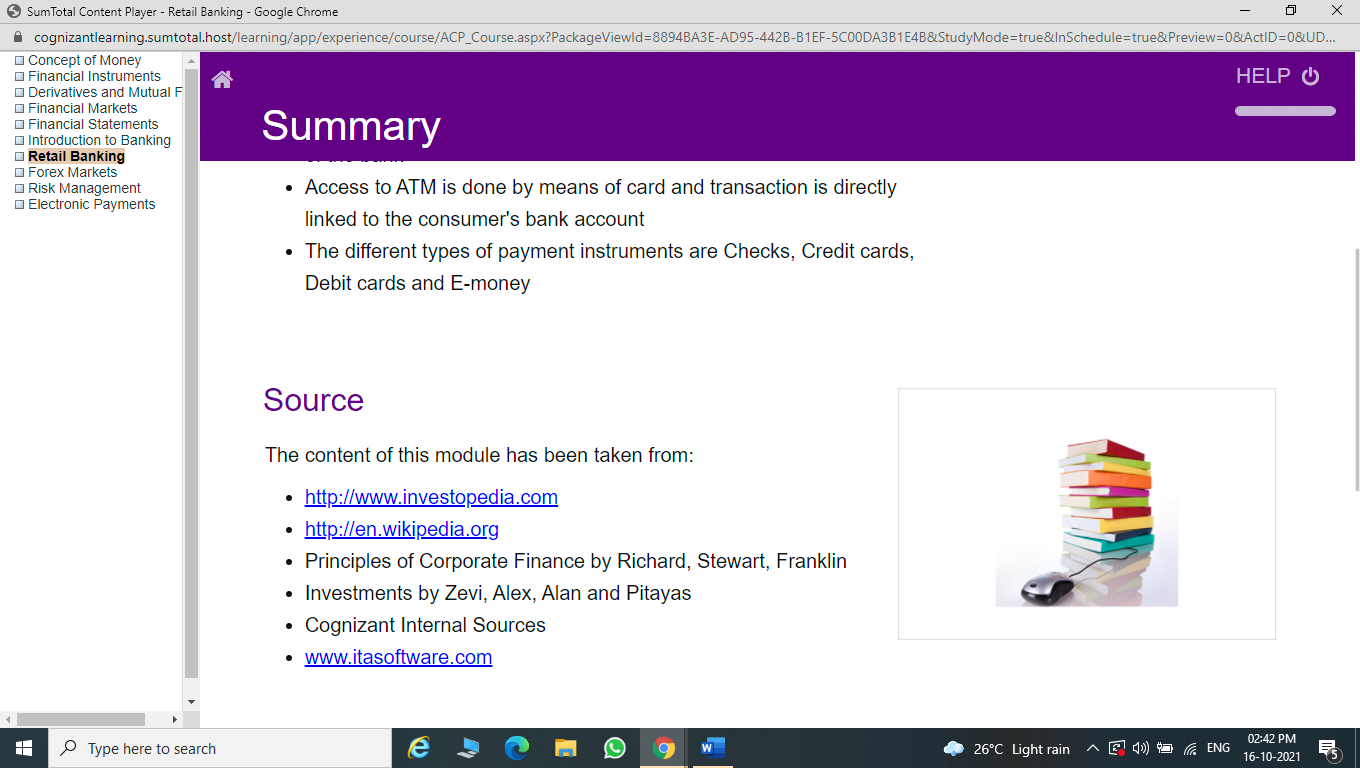 SumTotal Content Player - Retail Banking - Google Chrome
cognizantlearning.sumtotal.host/learning/app/experience/course/ACP_Course.aspx?PackageViewId=8894BA3E-AD95-442B-B1EF-5C00DA3B1E4B&StudyMode=true&InSchedule=true&Preview=0&ActID=0&UD...
Concept of Money
Financial Instruments
Derivatives and Mutual F
Financial Markets
Financial Statements
Introduction to Banking
Retail Banking
Forex Markets
Risk Management
Electronic Payments
HELP
Summary
• Access to ATM is done by means of card and transaction is directly
linked to the consumer's bank account
• The different types of payment instruments are Checks, Credit cards,
Debit cards and E-money
Source
The content of this module has been taken from:
• http://www.investopedia.com
• http://en.wikipedia.org
• Principles of Corporate Finance by Richard, Stewart, Franklin
• Investments by Zevi, Alex, Alan and Pitayas
• Cognizant Internal Sources
• www.itasoftware.com
Type here to search
W
26°C Light rain
ENG
02:42 PM
16-10-2021
5